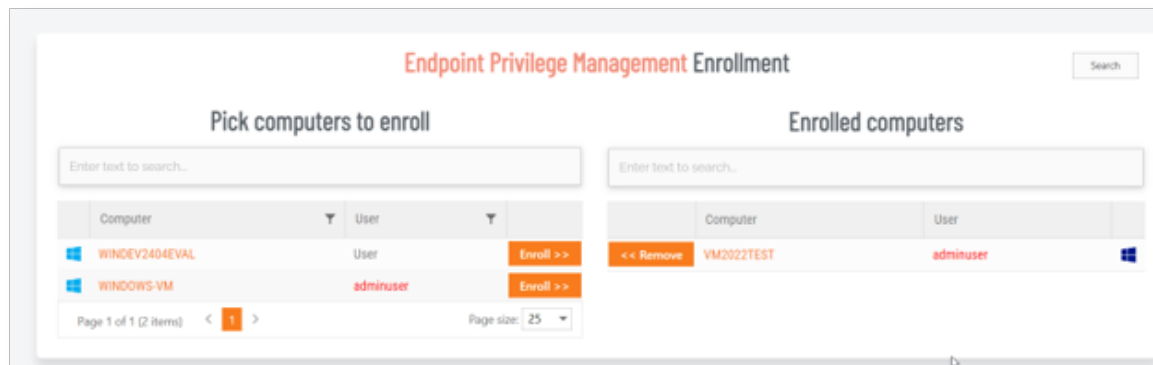 Endpoint Privilege Management Enrollment
Search
Pick computers to enroll
Enter text to search...
Computer User
WINDEV2404EVAL User Enroll >>
WINDOWS-VM adminuser Enroll >>
Page 1 of 1 (2 items) < 1 > Page size: 25
Enrolled computers
Enter text to search...
Computer User
<< Remove VM2022TEST adminuser